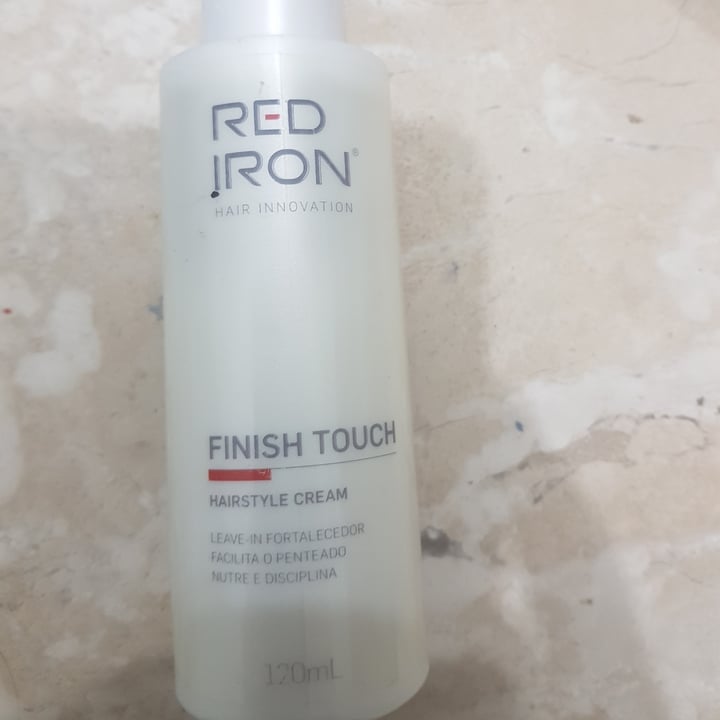 RED
IRON®
HAIR INNOVATION
FINISH TOUCH
HAIRSTYLE CREAM
LEAVE-IN FORTALECEDOR
FACILITA O PENTEADO
NUTRE E DISCIPLINA
120mL